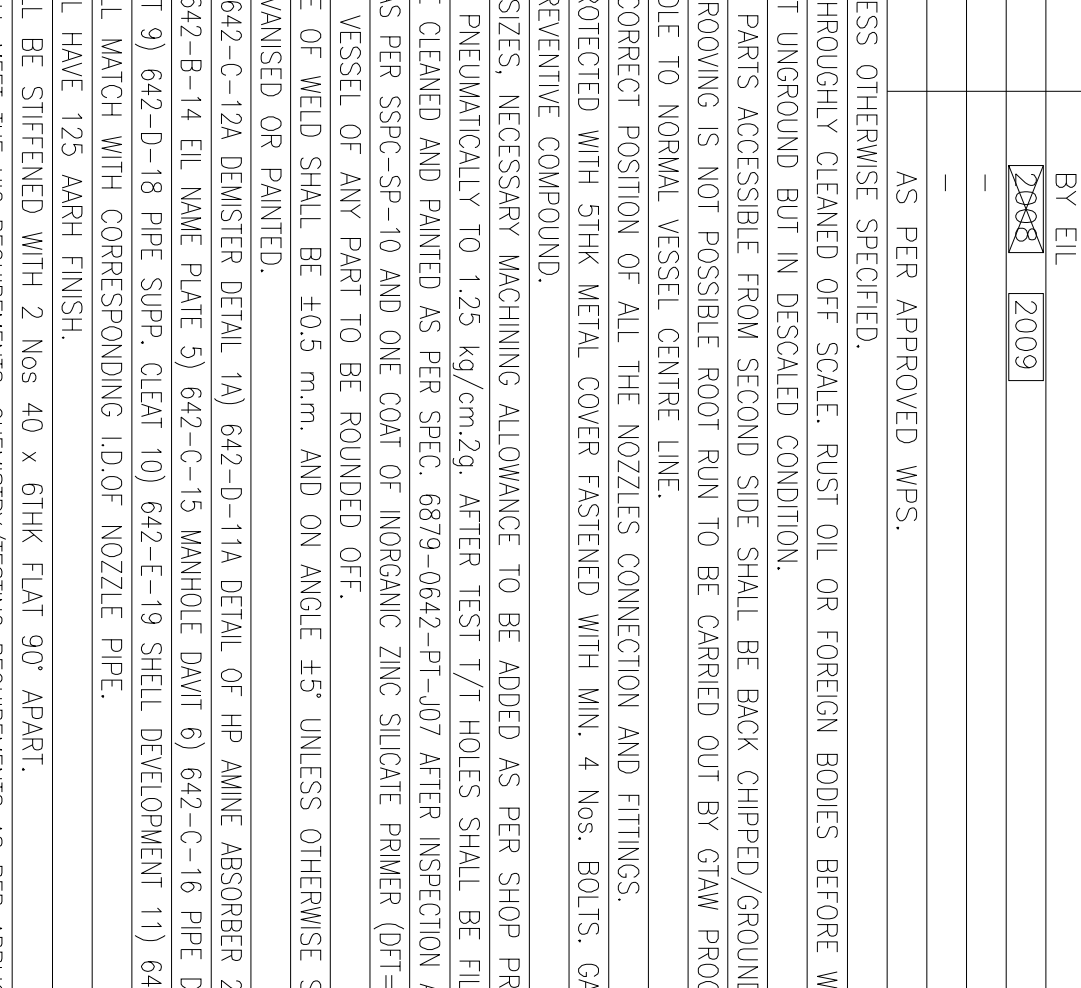 BY EIL
2008 2009
–
–
AS PER APPROVED WPS.
ESS OTHERWISE SPECIFIED.
HROUGHLY CLEANED OFF SCALE. RUST OIL OR FOREIGN BODIES BEFORE W
T UNGROUND BUT IN DESCALED CONDITION.
PARTS ACCESSIBLE FROM SECOND SIDE SHALL BE BACK CHIPPED/GROUND
ROOVING IS NOT POSSIBLE ROOT RUN TO BE CARRIED OUT BY GTAW PROC
DLE TO NORMAL VESSEL CENTRE LINE.
CORRECT POSITION OF ALL THE NOZZLES CONNECTION AND FITTINGS.
ROTECTED WITH 5THK METAL COVER FASTENED WITH MIN. 4 Nos. BOLTS. GA
REVENTIVE COMPOUND.
SIZES, NECESSARY MACHINING ALLOWANCE TO BE ADDED AS PER SHOP PR
PNEUMATICALLY TO 1.25 kg/cm.2g. AFTER TEST T/T HOLES SHALL BE FIL
E CLEANED AND PAINTED AS PER SPEC. 6879-0642-PT-J07 AFTER INSPECTION A
AS PER SSPC-SP-10 AND ONE COAT OF INORGANIC ZINC SILICATE PRIMER (DFT=
VESSEL OF ANY PART TO BE ROUNDED OFF.
E OF WELD SHALL BE ±0.5 m.m. AND ON ANGLE ±5° UNLESS OTHERWISE S
VANISED OR PAINTED.
642-C-12A DEMISTER DETAIL 1A) 642-D-11A DETAIL OF HP AMINE ABSORBER 2
642-B-14 EIL NAME PLATE 5) 642-C-15 MANHOLE DAVIT 6) 642-C-16 PIPE D
T 9) 642-D-18 PIPE SUPP. CLEAT 10) 642-E-19 SHELL DEVELOPMENT 11) 64
LL MATCH WITH CORRESPONDING I.D.OF NOZZLE PIPE.
L HAVE 125 AARH FINISH.
LL BE STIFFENED WITH 2 Nos 40 x 6THK FLAT 90° APART.